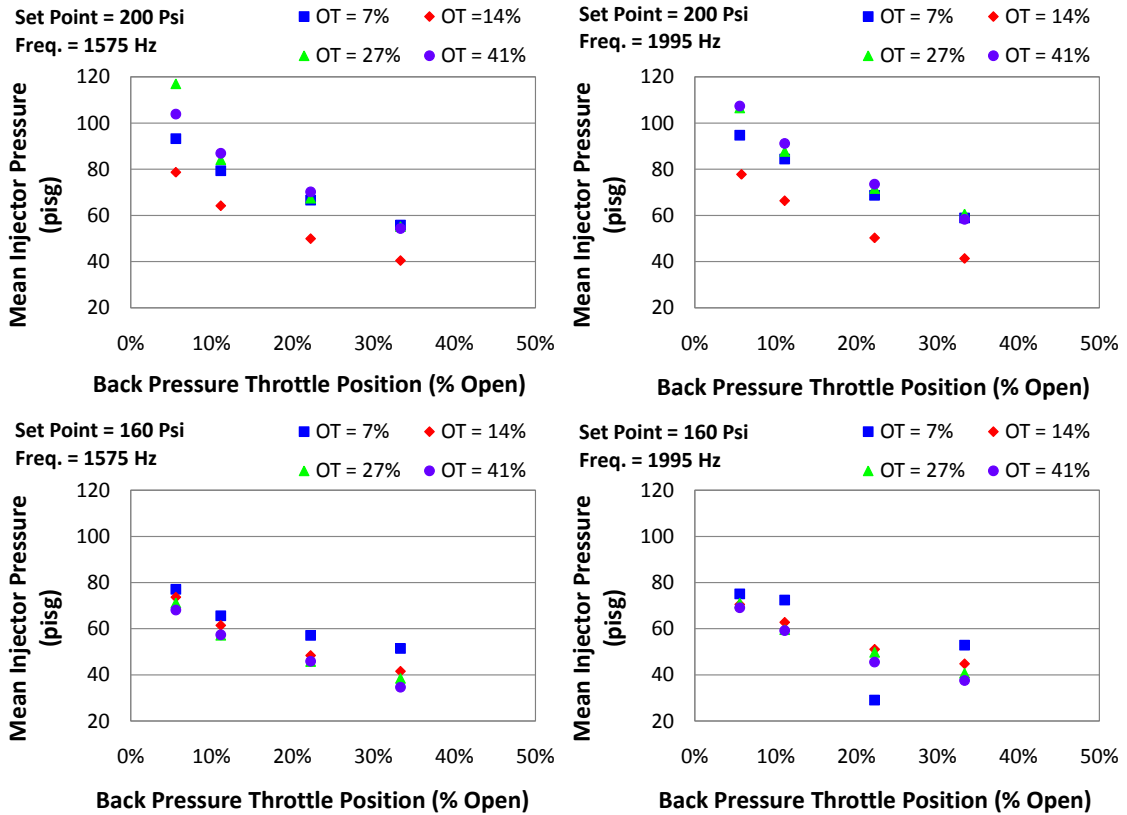 Set Point = 200 Psi
Freq. = 1575 Hz
OT = 7%
OT =14%
OT = 27%
OT = 41%
Mean Injector Pressure
(pisg)
120
100
80
60
40
20
0%
10%
20%
30%
40%
50%
Back Pressure Throttle Position (% Open)
Set Point = 200 Psi
Freq. = 1995 Hz
OT = 7%
OT = 14%
OT = 27%
OT = 41%
Mean Injector Pressure
(pisg)
120
100
80
60
40
20
0%
10%
20%
30%
40%
50%
Back Pressure Throttle Position (% Open)
Set Point = 160 Psi
Freq. = 1575 Hz
OT = 7%
OT = 14%
OT = 27%
OT = 41%
Mean Injector Pressure
(pisg)
120
100
80
60
40
20
0%
10%
20%
30%
40%
50%
Back Pressure Throttle Position (% Open)
Set Point = 160 Psi
Freq. = 1995 Hz
OT = 7%
OT = 14%
OT = 27%
OT = 41%
Mean Injector Pressure
(pisg)
120
100
80
60
40
20
0%
10%
20%
30%
40%
50%
Back Pressure Throttle Position (% Open)